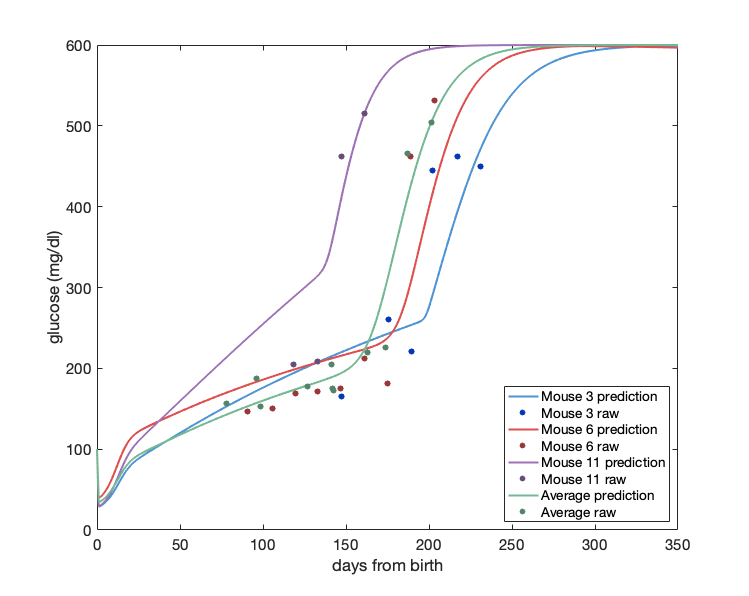 600
500
400
300
200
100
0
glucose (mg/dl)
0 50 100 150 200 250 300 350
days from birth
Mouse 3 prediction
Mouse 3 raw
Mouse 6 prediction
Mouse 6 raw
Mouse 11 prediction
Mouse 11 raw
Average prediction
Average raw